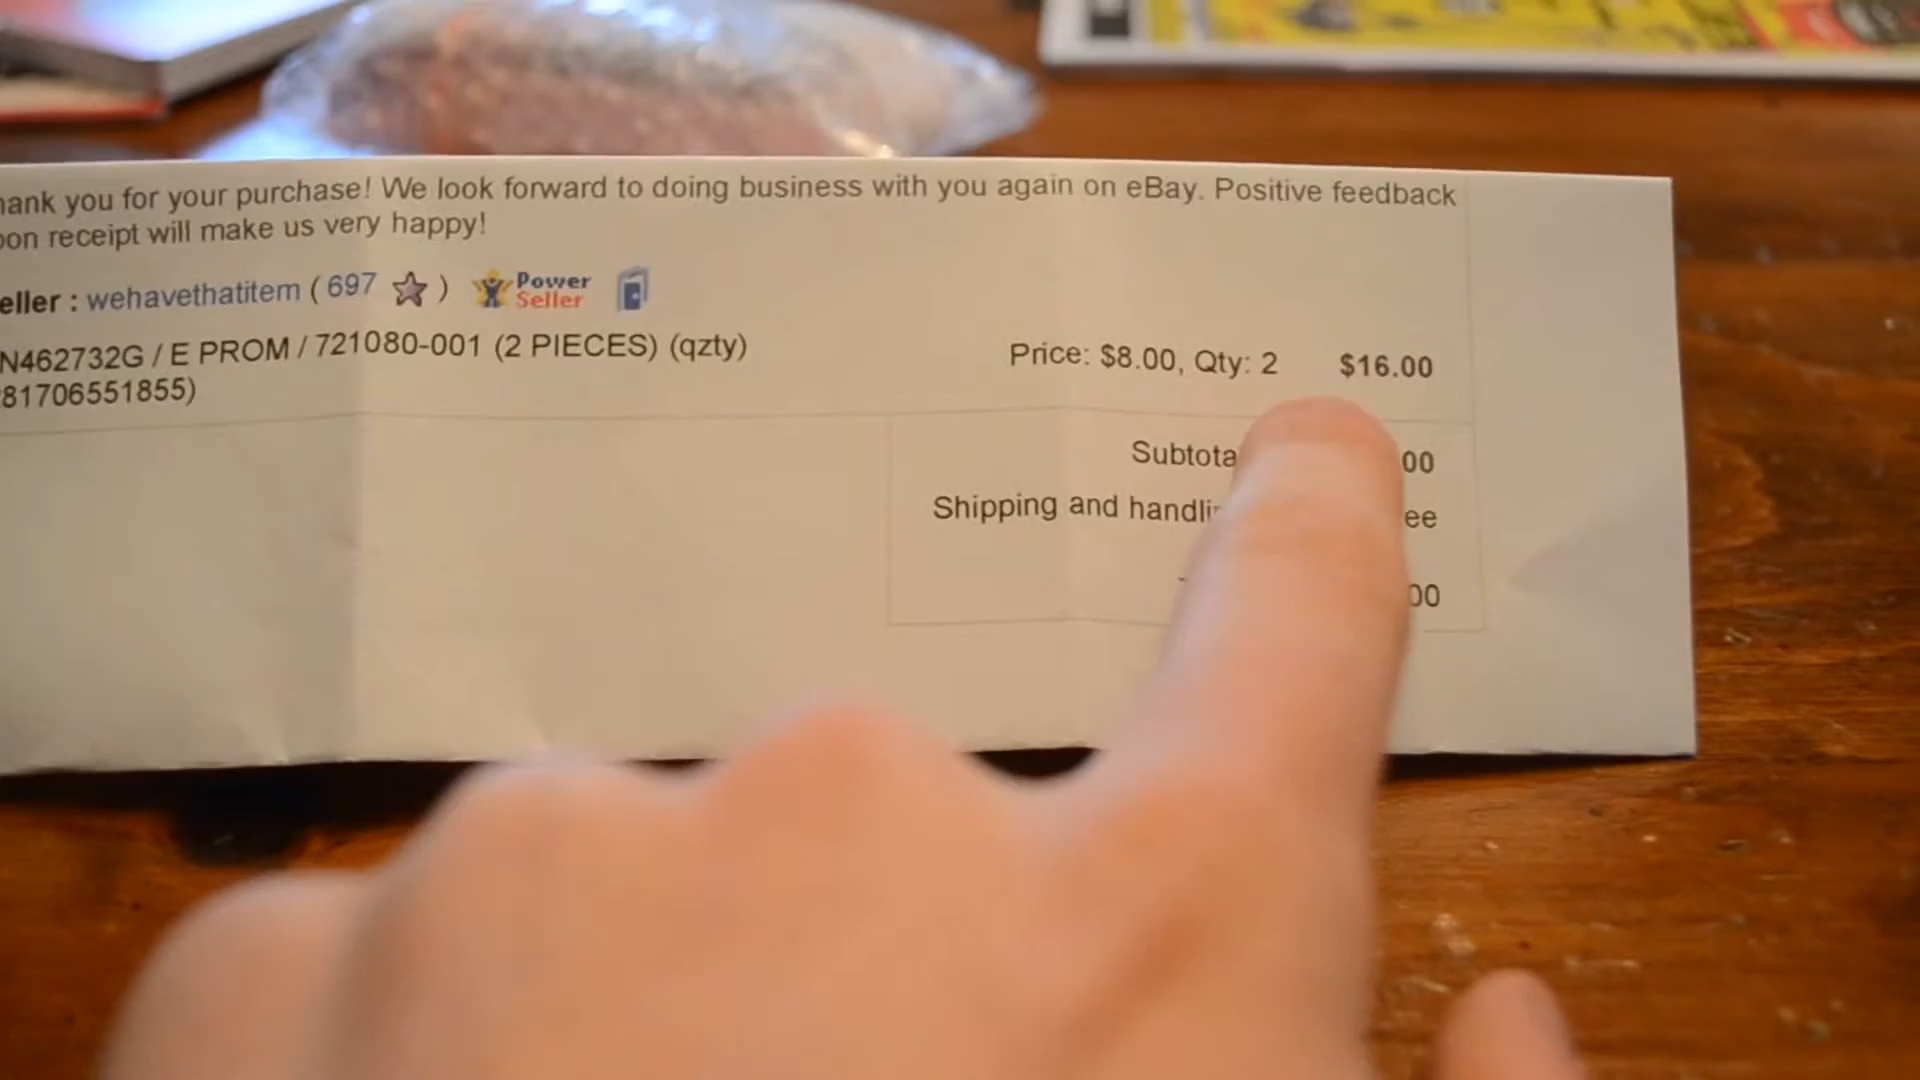 hank you for your purchase! We look forward to doing business with you again on eBay. Positive feedback
pon receipt will make us very happy!
eller : wehavethatitem ( 697 ) Power Seller
N462732G / E PROM / 721080-001 (2 PIECES) (qzty) Price: $8.00, Qty: 2 $16.00
81706551855)
Subtota 00
Shipping and handli ee
00